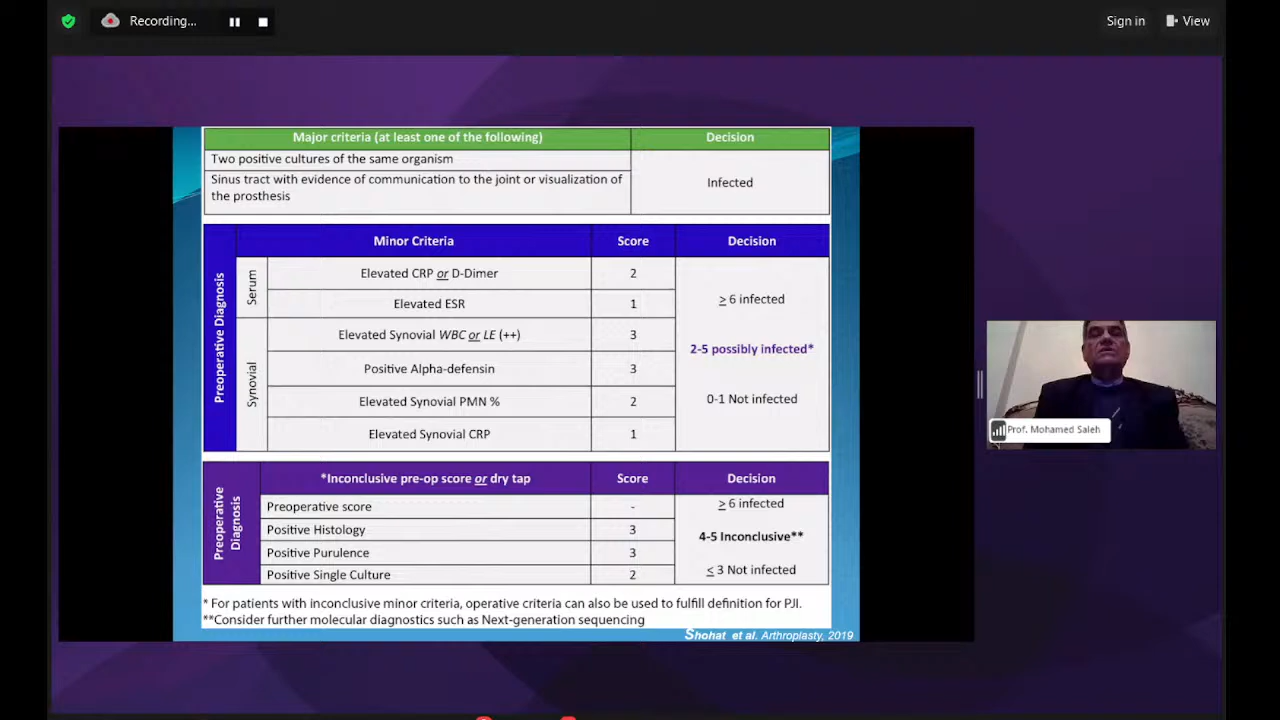 Recording...
Sign in
View
Major criteria (at least one of the following)
Decision
Two positive cultures of the same organism
Sinus tract with evidence of communication to the joint or visualization of
the prosthesis
Infected
Preoperative Diagnosis
Minor Criteria
Score
Decision
Serum
Elevated CRP or D-Dimer
2
Elevated ESR
1
Synovial
Elevated Synovial WBC or LE (++)
3
Positive Alpha-defensin
3
Elevated Synovial PMN %
2
Elevated Synovial CRP
1
≥ 6 infected
2-5 possibly infected*
0-1 Not infected
Preoperative
Diagnosis
*Inconclusive pre-op score or dry tap
Score
Decision
Preoperative score
-
Positive Histology
3
Positive Purulence
3
Positive Single Culture
2
≥ 6 infected
4-5 Inconclusive**
≤ 3 Not infected
* For patients with inconclusive minor criteria, operative criteria can also be used to fulfill definition for PJI.
**Consider further molecular diagnostics such as Next-generation sequencing
Shohat et al. Arthroplasty, 2019
Prof. Mohamed Saleh